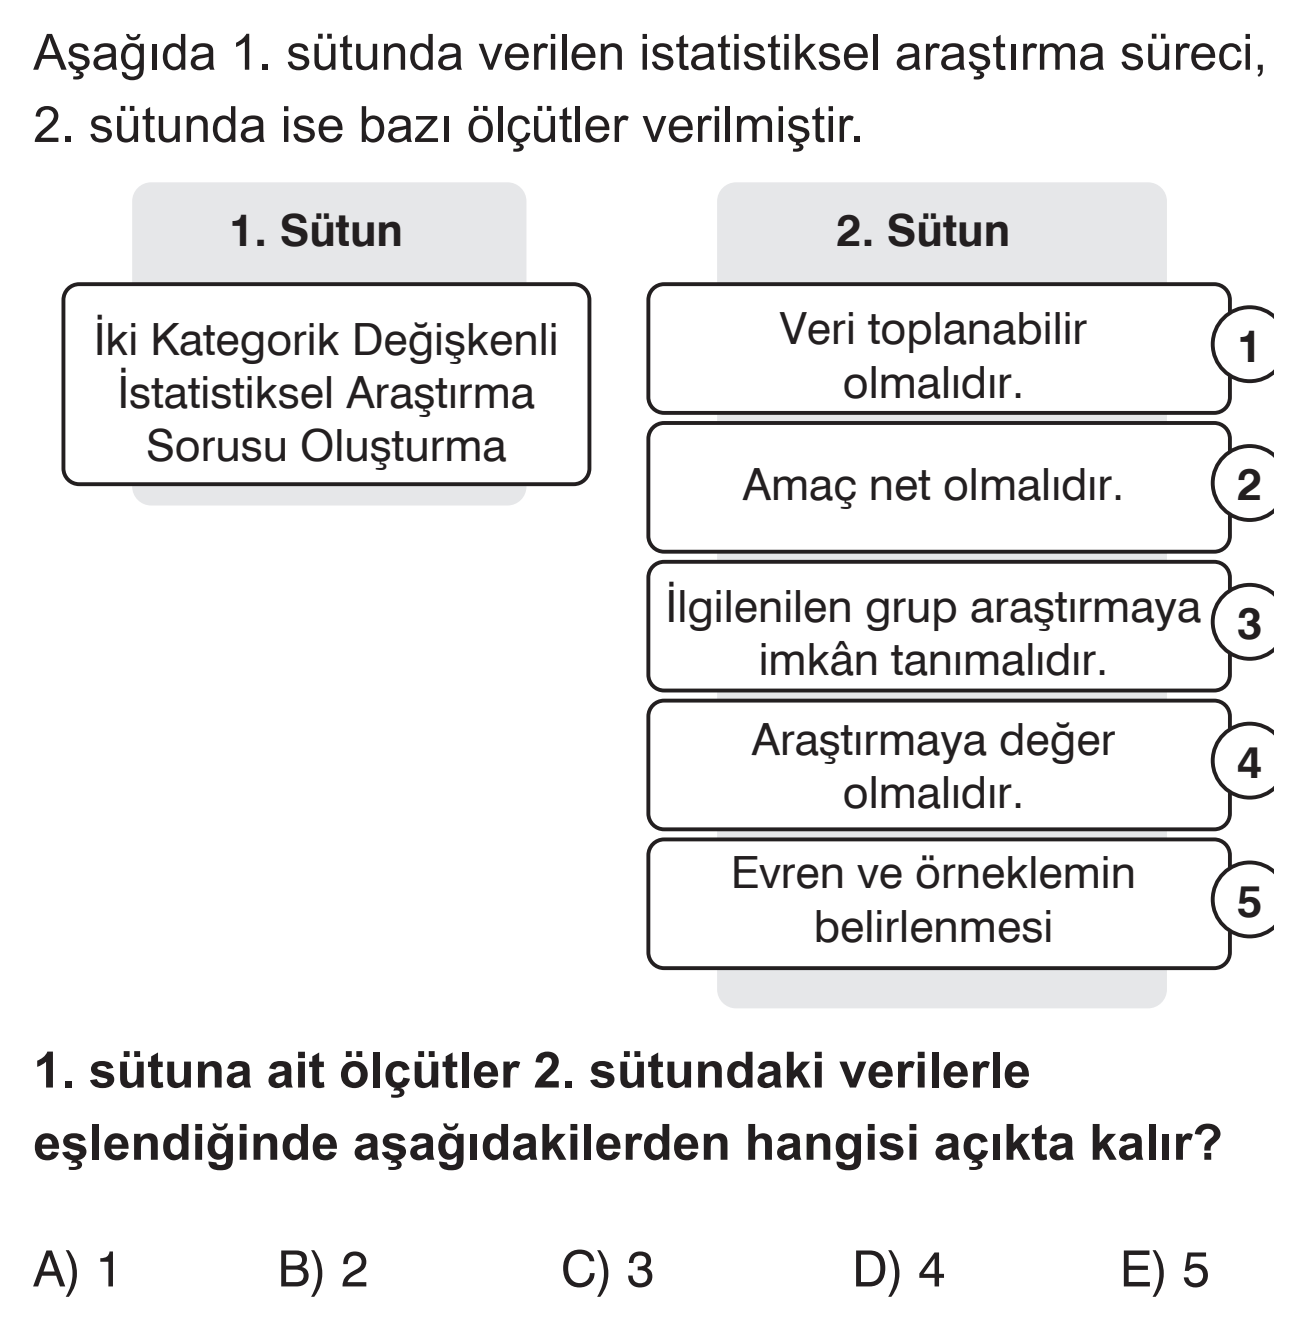 Aşağıda 1. sütunda verilen istatistiksel araştırma süreci,
2. sütunda ise bazı ölçütler verilmiştir.
1. Sütun
İki Kategorik Değişkenli
İstatistiksel Araştırma
Sorusu Oluşturma
2. Sütun
Veri toplanabilir
olmalıdır.
1
Amaç net olmalıdır.
2
İlgilenilen grup araştırmaya
imkân tanımalıdır.
3
Araştırmaya değer
olmalıdır.
4
Evren ve örneklemin
belirlenmesi
5
1. sütuna ait ölçütler 2. sütundaki verilerle
eşlendiğinde aşağıdakilerden hangisi açıkta kalır?
A) 1 B) 2 C) 3 D) 4 E) 5